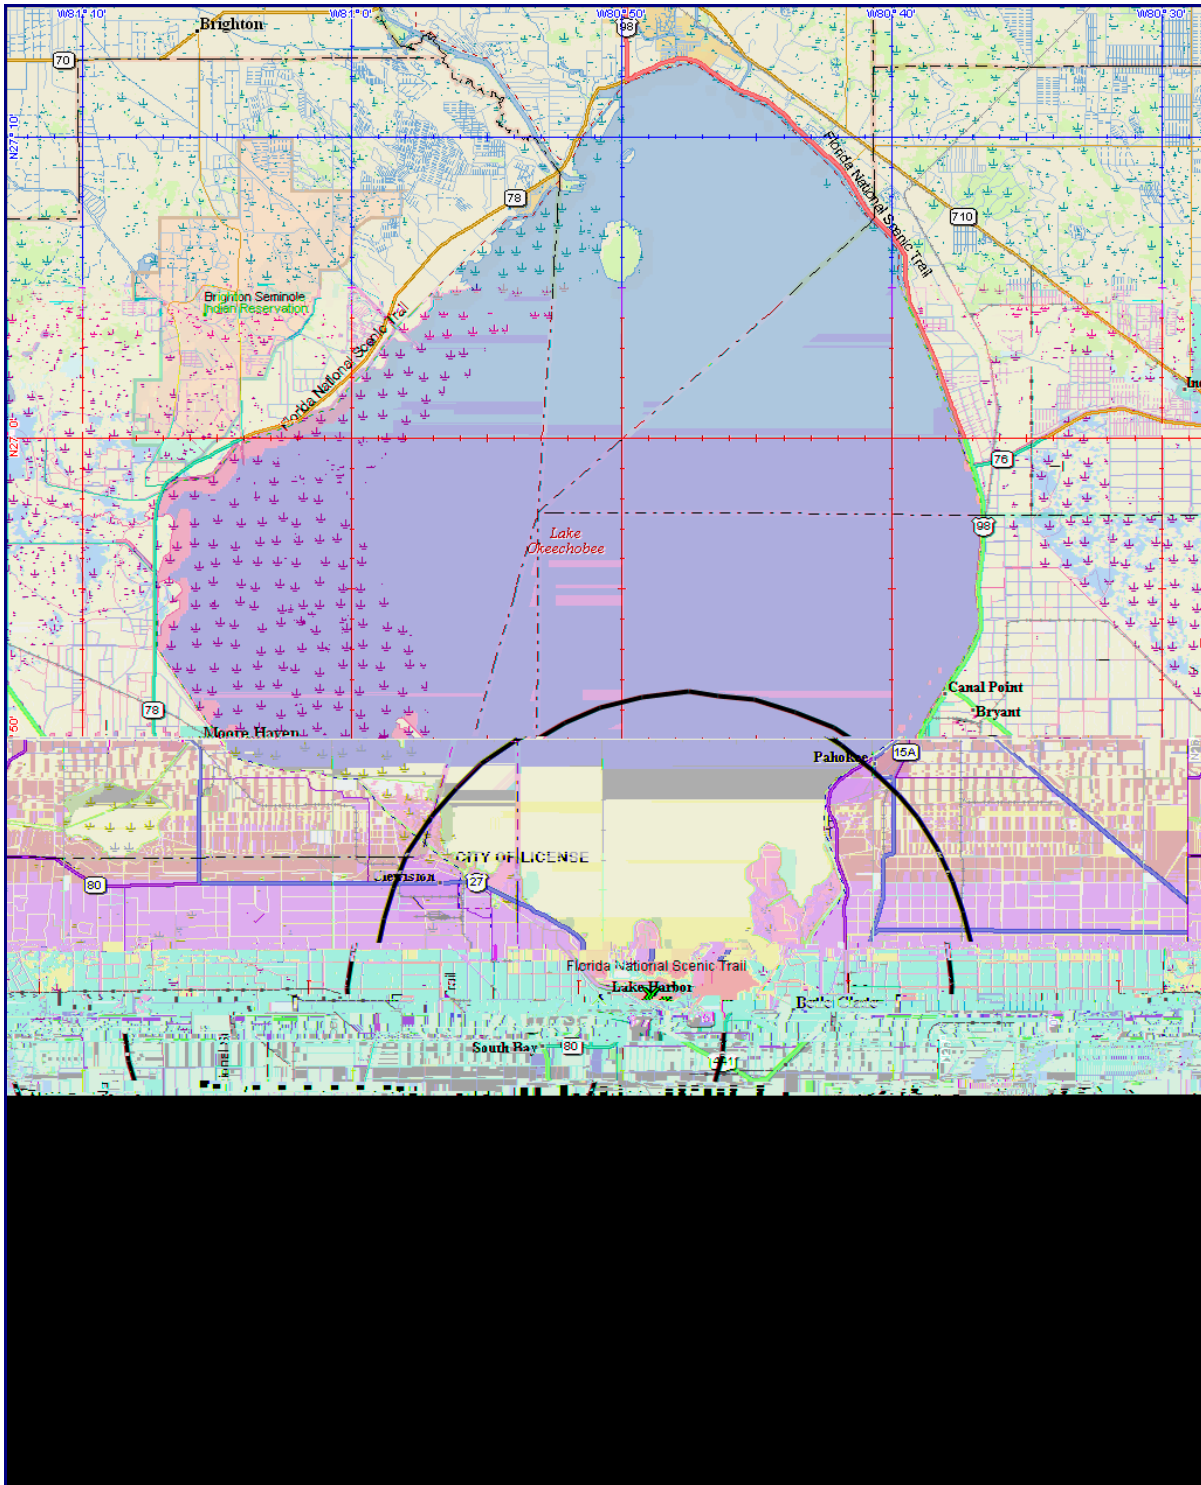 W81° 10'
W81° 0'
W80° 50'
W80° 40'
W80° 30'
Brighton
98
70
N27° 10'
Florida National Scenic Trail
78
710
Brighton Seminole
Indian Reservation
Florida National Scenic Trail
N27° 0'
76
98
Lake
Okeechobee
Canal Point
78
Bryant
50'
Moore Haven
Pahokee
15A
CITY OF LICENSE
80
27
Florida National Scenic Trail
Trail
Lake Harbor
South Bay
80